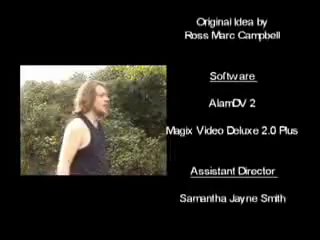 Original Idea by
Ross Marc Campbell
Software
AlamDV 2
Magix Video Deluxe 2.0 Plus
Assistant Director
Samantha Jayne Smith